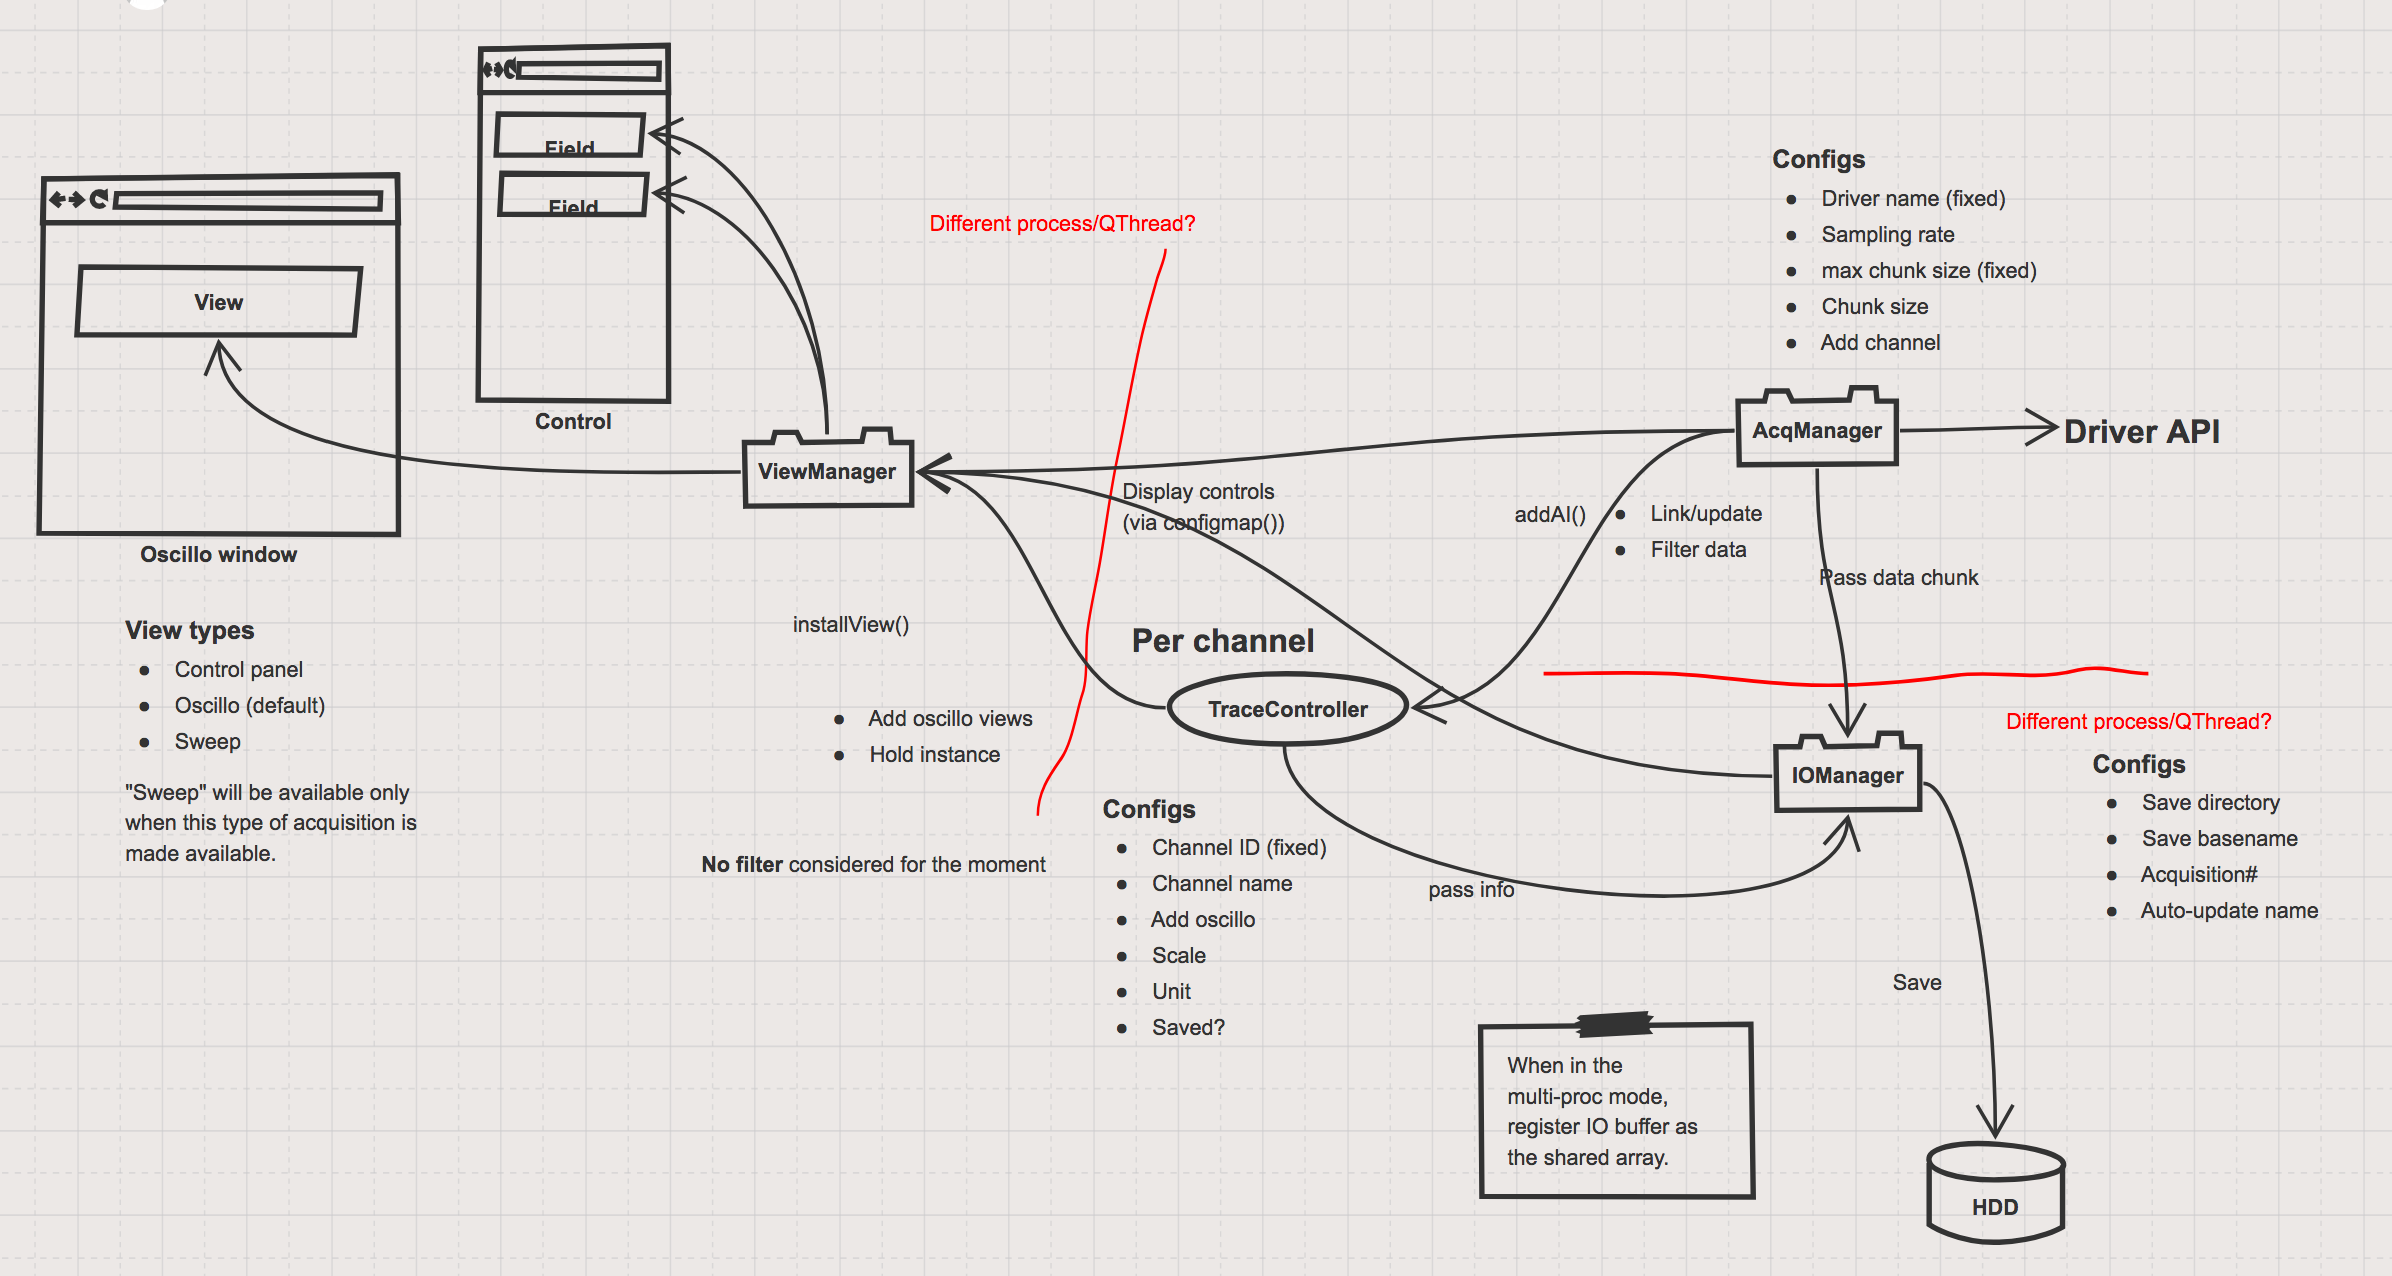 Field
Field
Control
View
Oscillo window
View types
● Control panel
● Oscillo (default)
● Sweep
"Sweep" will be available only
when this type of acquisition is
made available.
ViewManager
installView()
● Add oscillo views
● Hold instance
No filter considered for the moment
Different process/QThread?
Display controls
(via configmap())
Per channel
TraceController
Configs
● Channel ID (fixed)
● Channel name
● Add oscillo
● Scale
● Unit
● Saved?
Configs
● Driver name (fixed)
● Sampling rate
● max chunk size (fixed)
● Chunk size
● Add channel
AcqManager
Driver API
addAI()
● Link/update
● Filter data
Pass data chunk
Different process/QThread?
IOManager
Configs
● Save directory
● Save basename
● Acquisition#
● Auto-update name
pass info
Save
When in the
multi-proc mode,
register IO buffer as
the shared array.
HDD